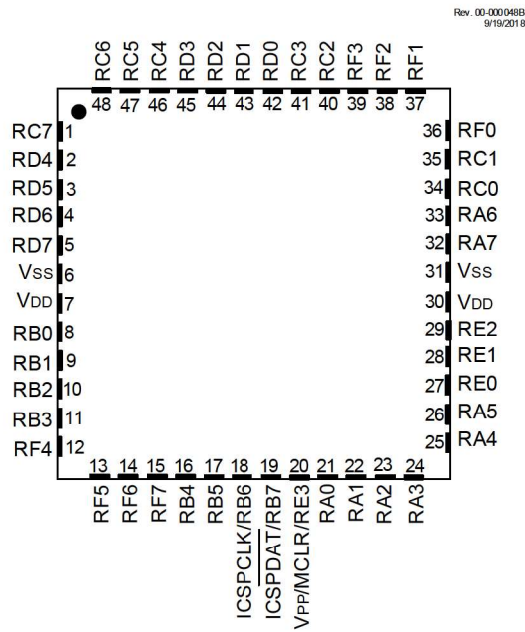 Rev. 00-000048B
9/19/2018
RC6
RC5
RC4
RD3
RD2
RD1
RD0
RC3
RC2
RF3
RF2
RF1
48
47
46
45
44
43
42
41
40
39
38
37
RC7 1
RD4 2
RD5 3
RD6 4
RD7 5
VSS 6
VDD 7
RB0 8
RB1 9
RB2 10
RB3 11
RF4 12
36 RF0
35 RC1
34 RC0
33 RA6
32 RA7
31 VSS
30 VDD
29 RE2
28 RE1
27 RE0
26 RA5
25 RA4
13
14
15
16
17
18
19
20
21
22
23
24
RF5
RF6
RF7
RB4
RB5
ICSPCLK/RB6
ICSPDAT/RB7
VPP/MCLR/RE3
RA0
RA1
RA2
RA3